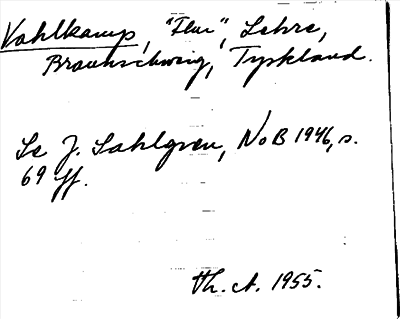 Vahlkamp, "Flur", Lehre,
Braunschweig, Tyskland.
Se J. Sahlgren, NoB 1946, s.
69 ff.
Th. A. 1955.